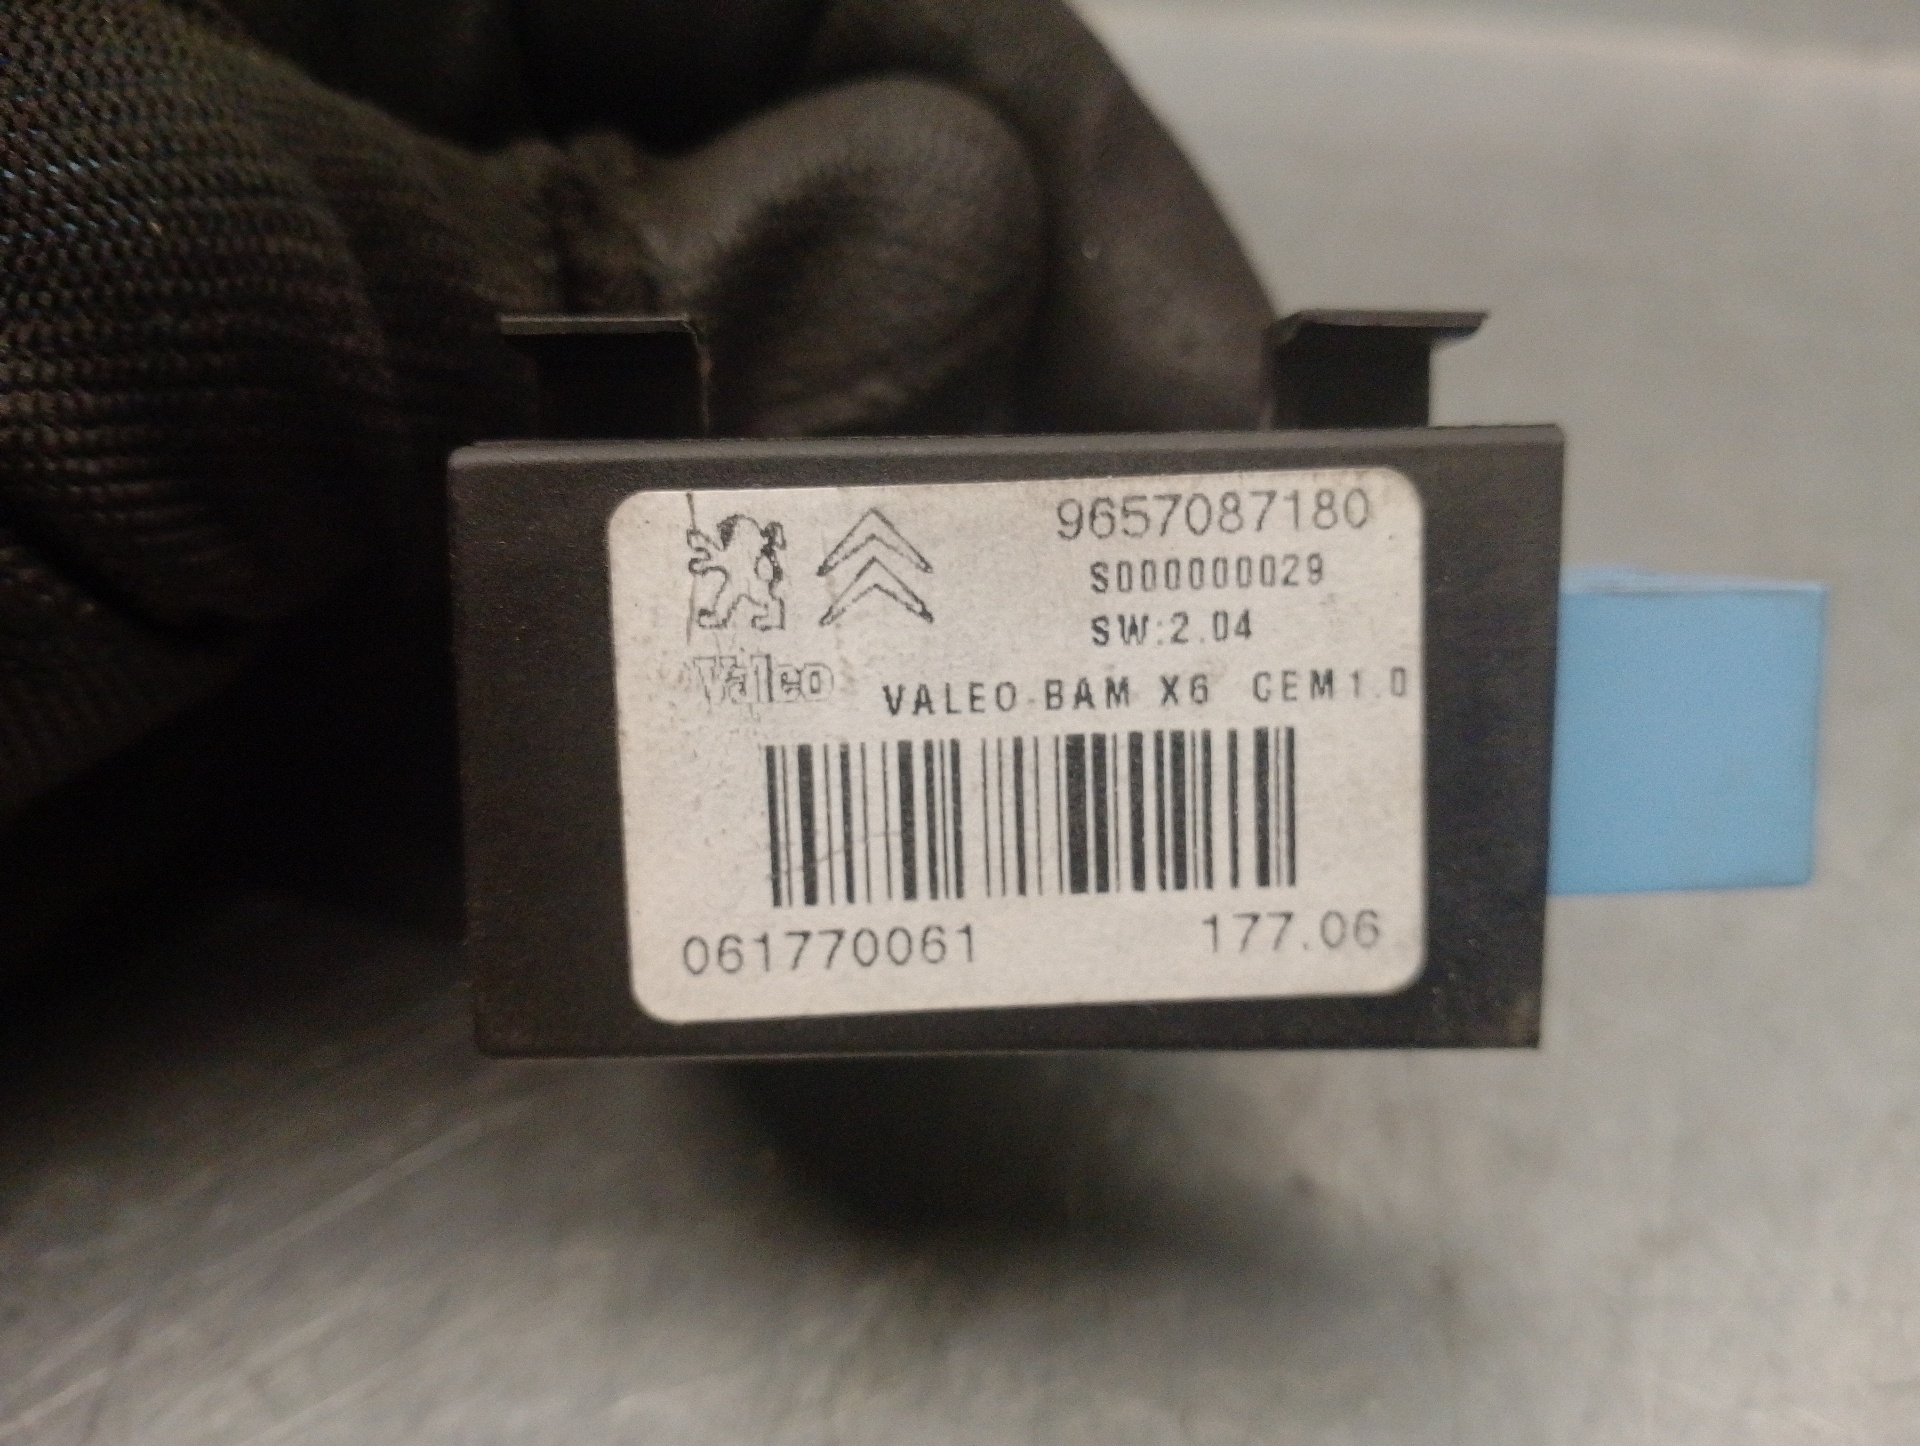 9657087180
S000000029
SW:2.04
Valeo
VALEO BAM X6 CEM1.0
061770061 177.06